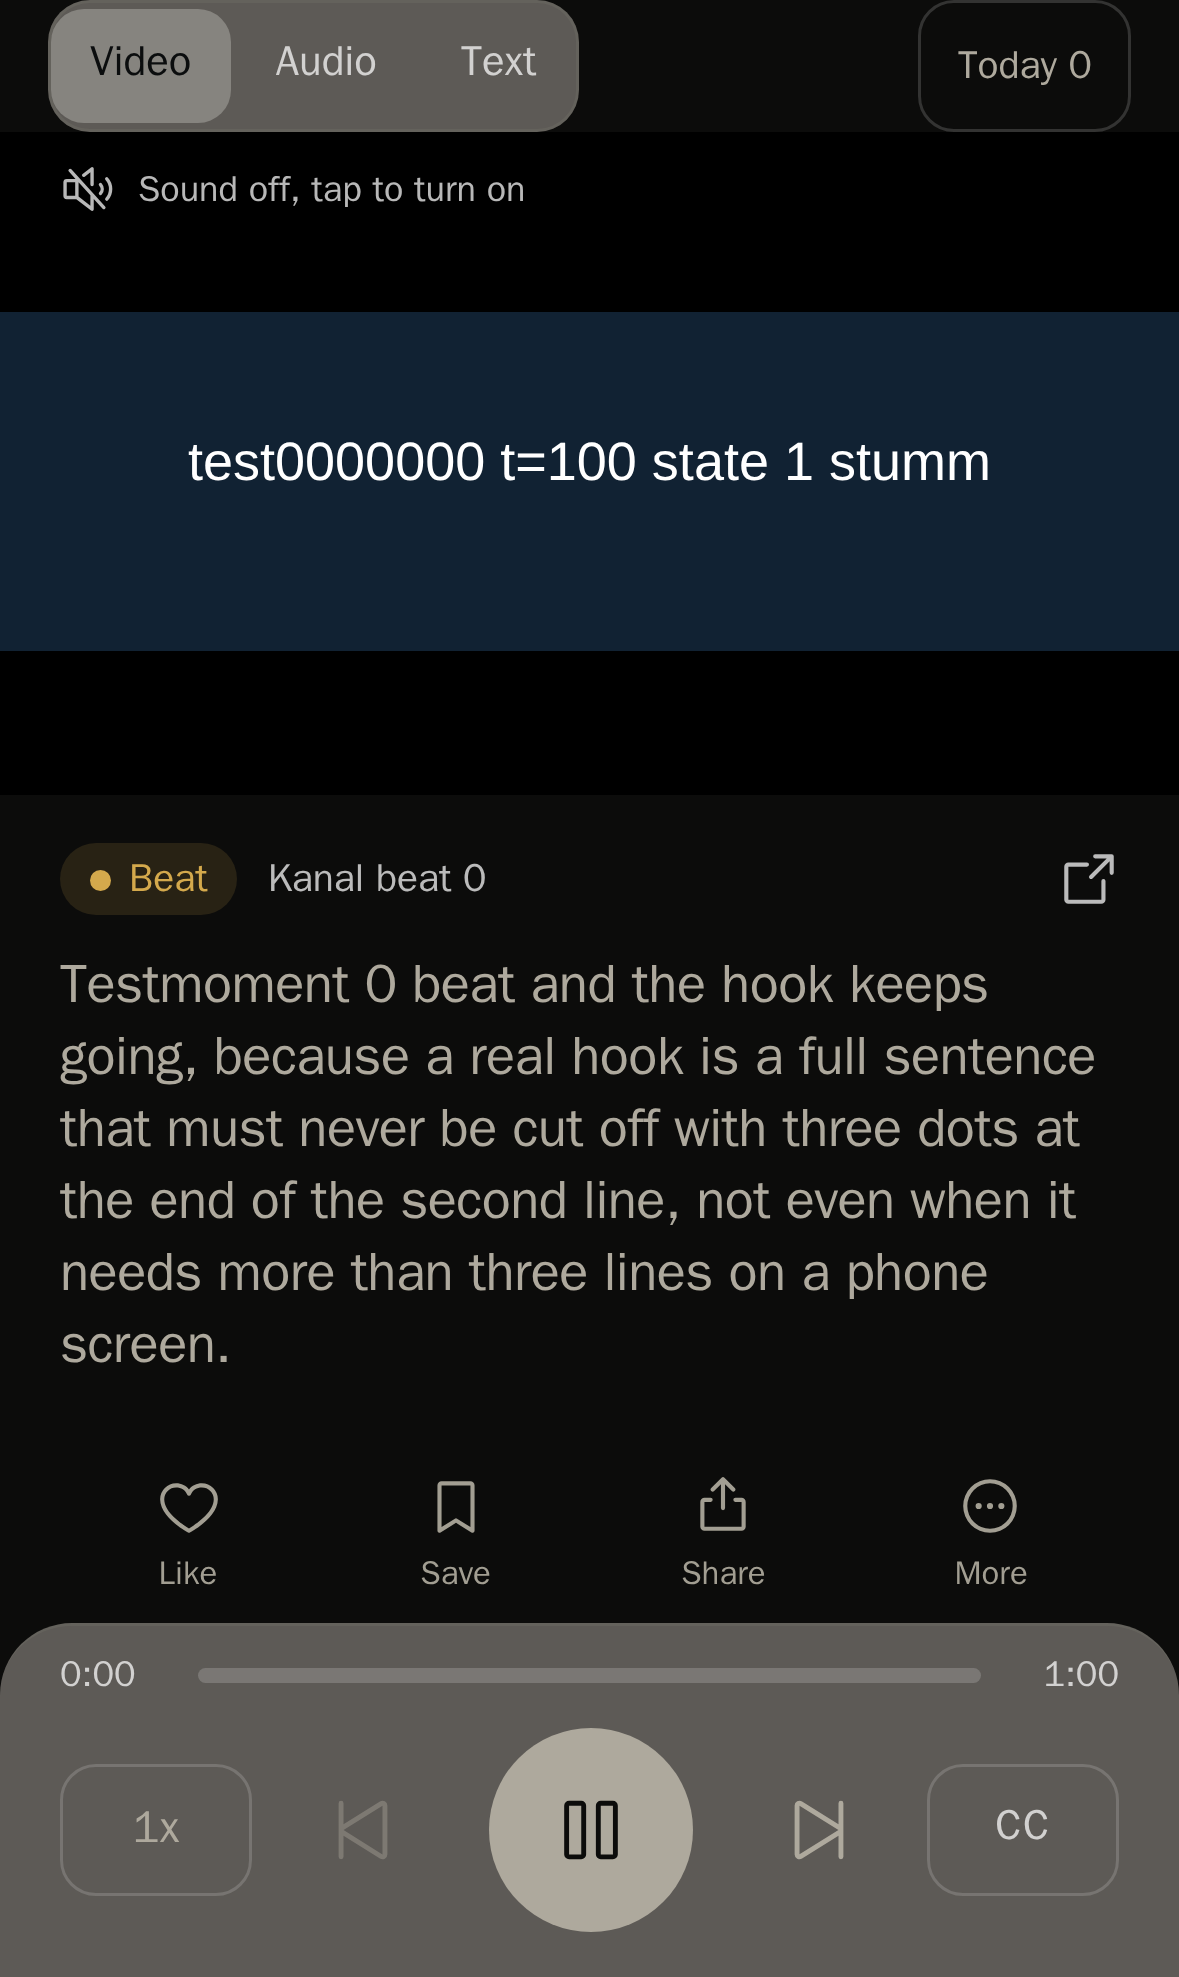 Video Audio Text Today 0
Sound off, tap to turn on
test0000000 t=100 state 1 stumm
Beat Kanal beat 0
Testmoment 0 beat and the hook keeps
going, because a real hook is a full sentence
that must never be cut off with three dots at
the end of the second line, not even when it
needs more than three lines on a phone
screen.
Like Save Share More
0:00 1:00
1x CC